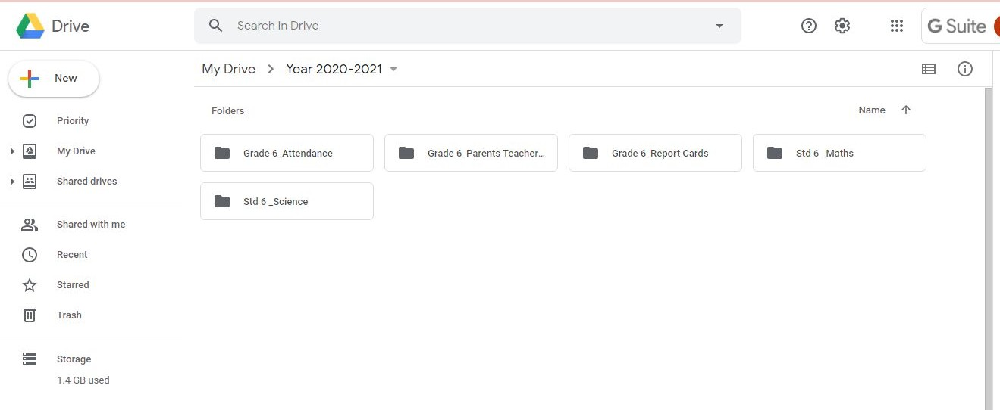 Drive
Search in Drive
G Suite
New
My Drive > Year 2020-2021
Folders
Name
Priority
My Drive
Shared drives
Shared with me
Recent
Starred
Trash
Storage
1.4 GB used
Grade 6_Attendance
Grade 6_Parents Teacher...
Grade 6_Report Cards
Std 6 _Maths
Std 6 _Science